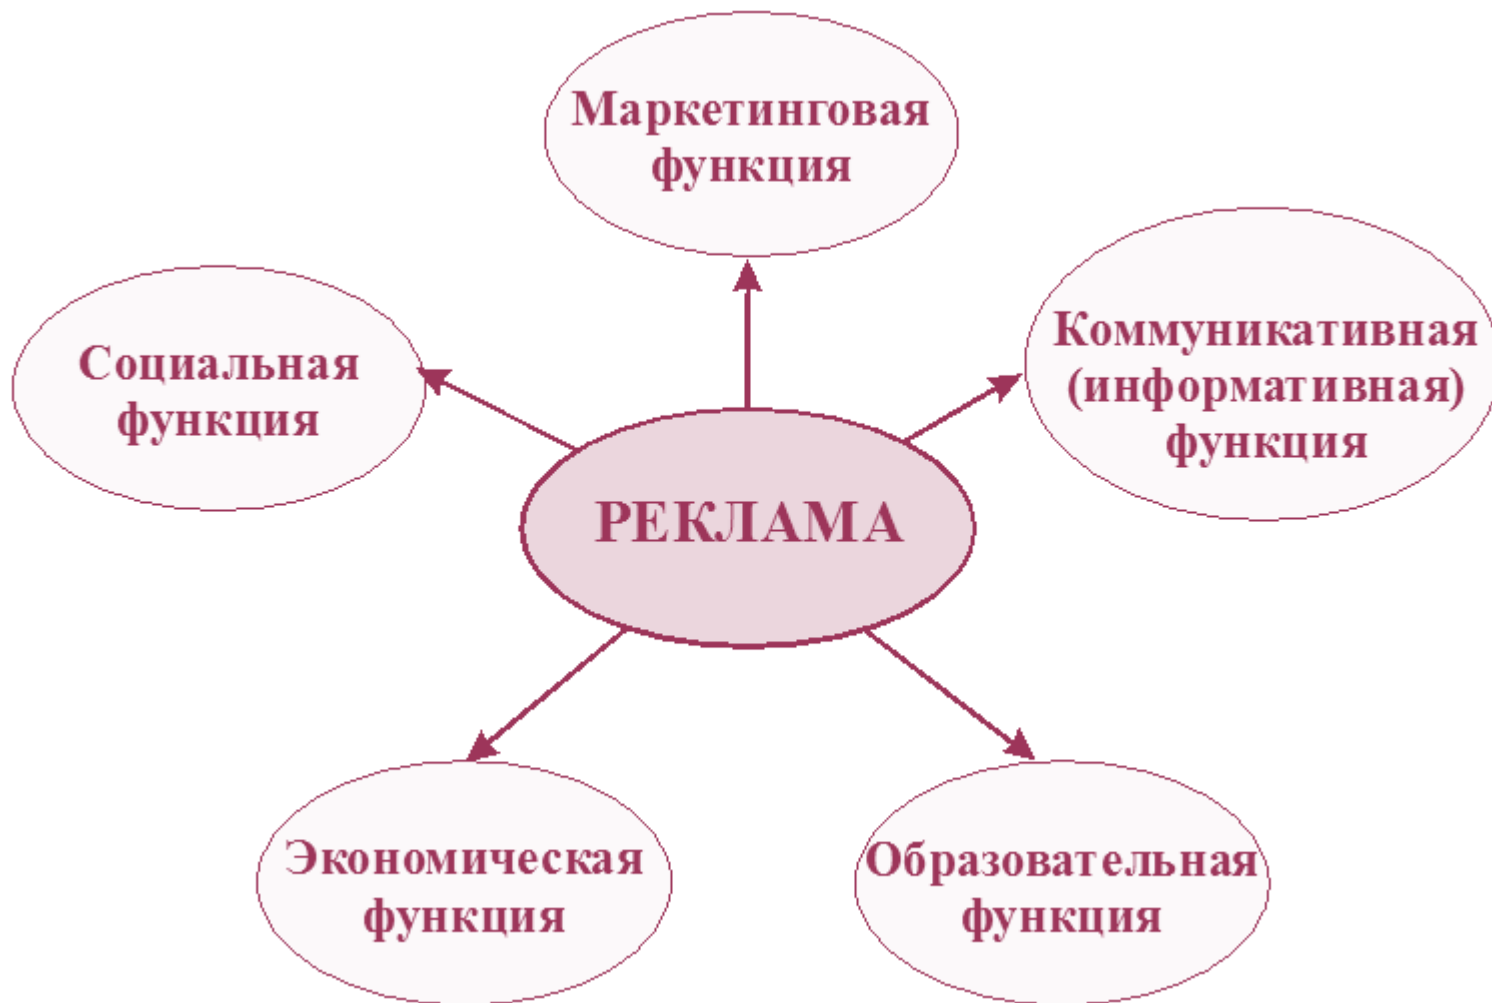 Маркетинговая
функция
Социальная
функция
Коммуникативная
(информативная)
функция
РЕКЛАМА
Экономическая
функция
Образовательная
функция